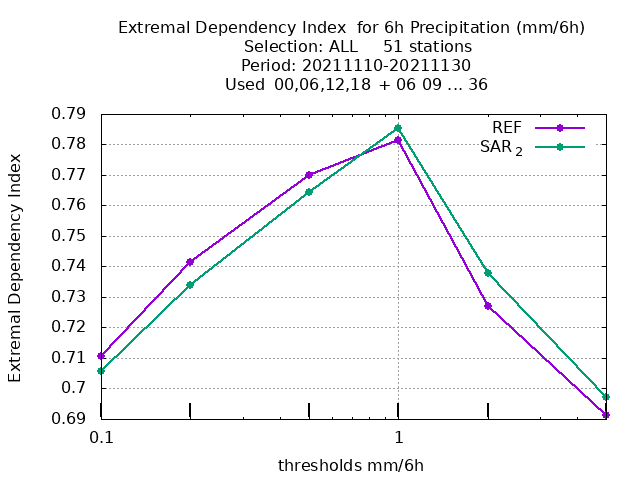 Extremal Dependency Index  for 6h Precipitation (mm/6h)
Selection: ALL     51 stations
Period: 20211110-20211130
Used  00,06,12,18  + 06 09 ... 36
REF
SAR 2
0.79
0.78
0.77
0.76
0.75
0.74
0.73
0.72
0.71
0.7
0.69
Extremal Dependency Index
0.1
1
thresholds mm/6h